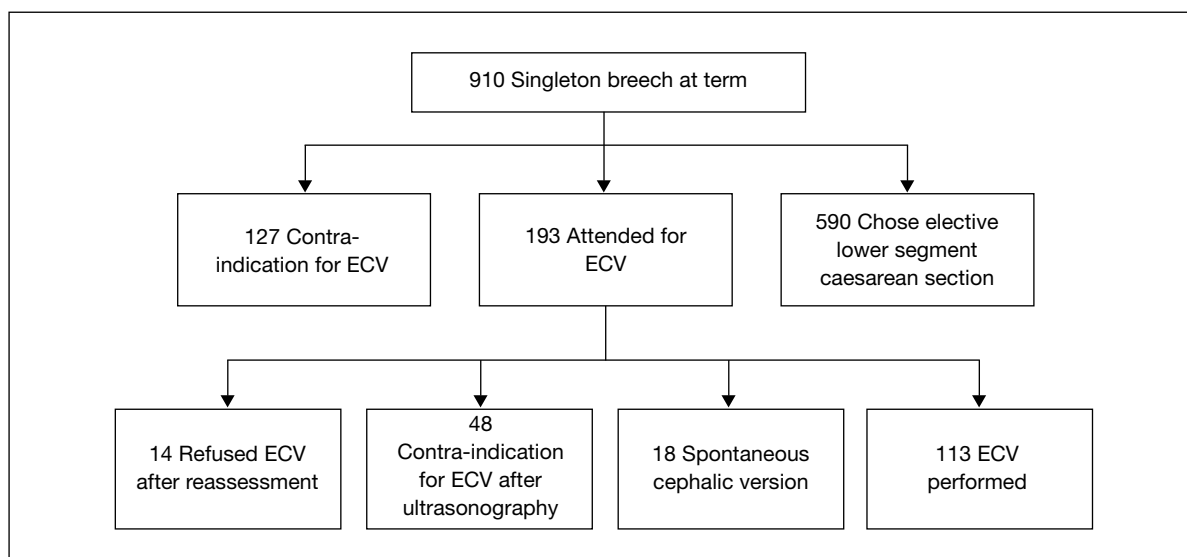 910 Singleton breech at term
127 Contra-
indication for ECV
193 Attended for
ECV
590 Chose elective
lower segment
caesarean section
14 Refused ECV
after reassessment
48
Contra-indication
for ECV after
ultrasonography
18 Spontaneous
cephalic version
113 ECV
performed